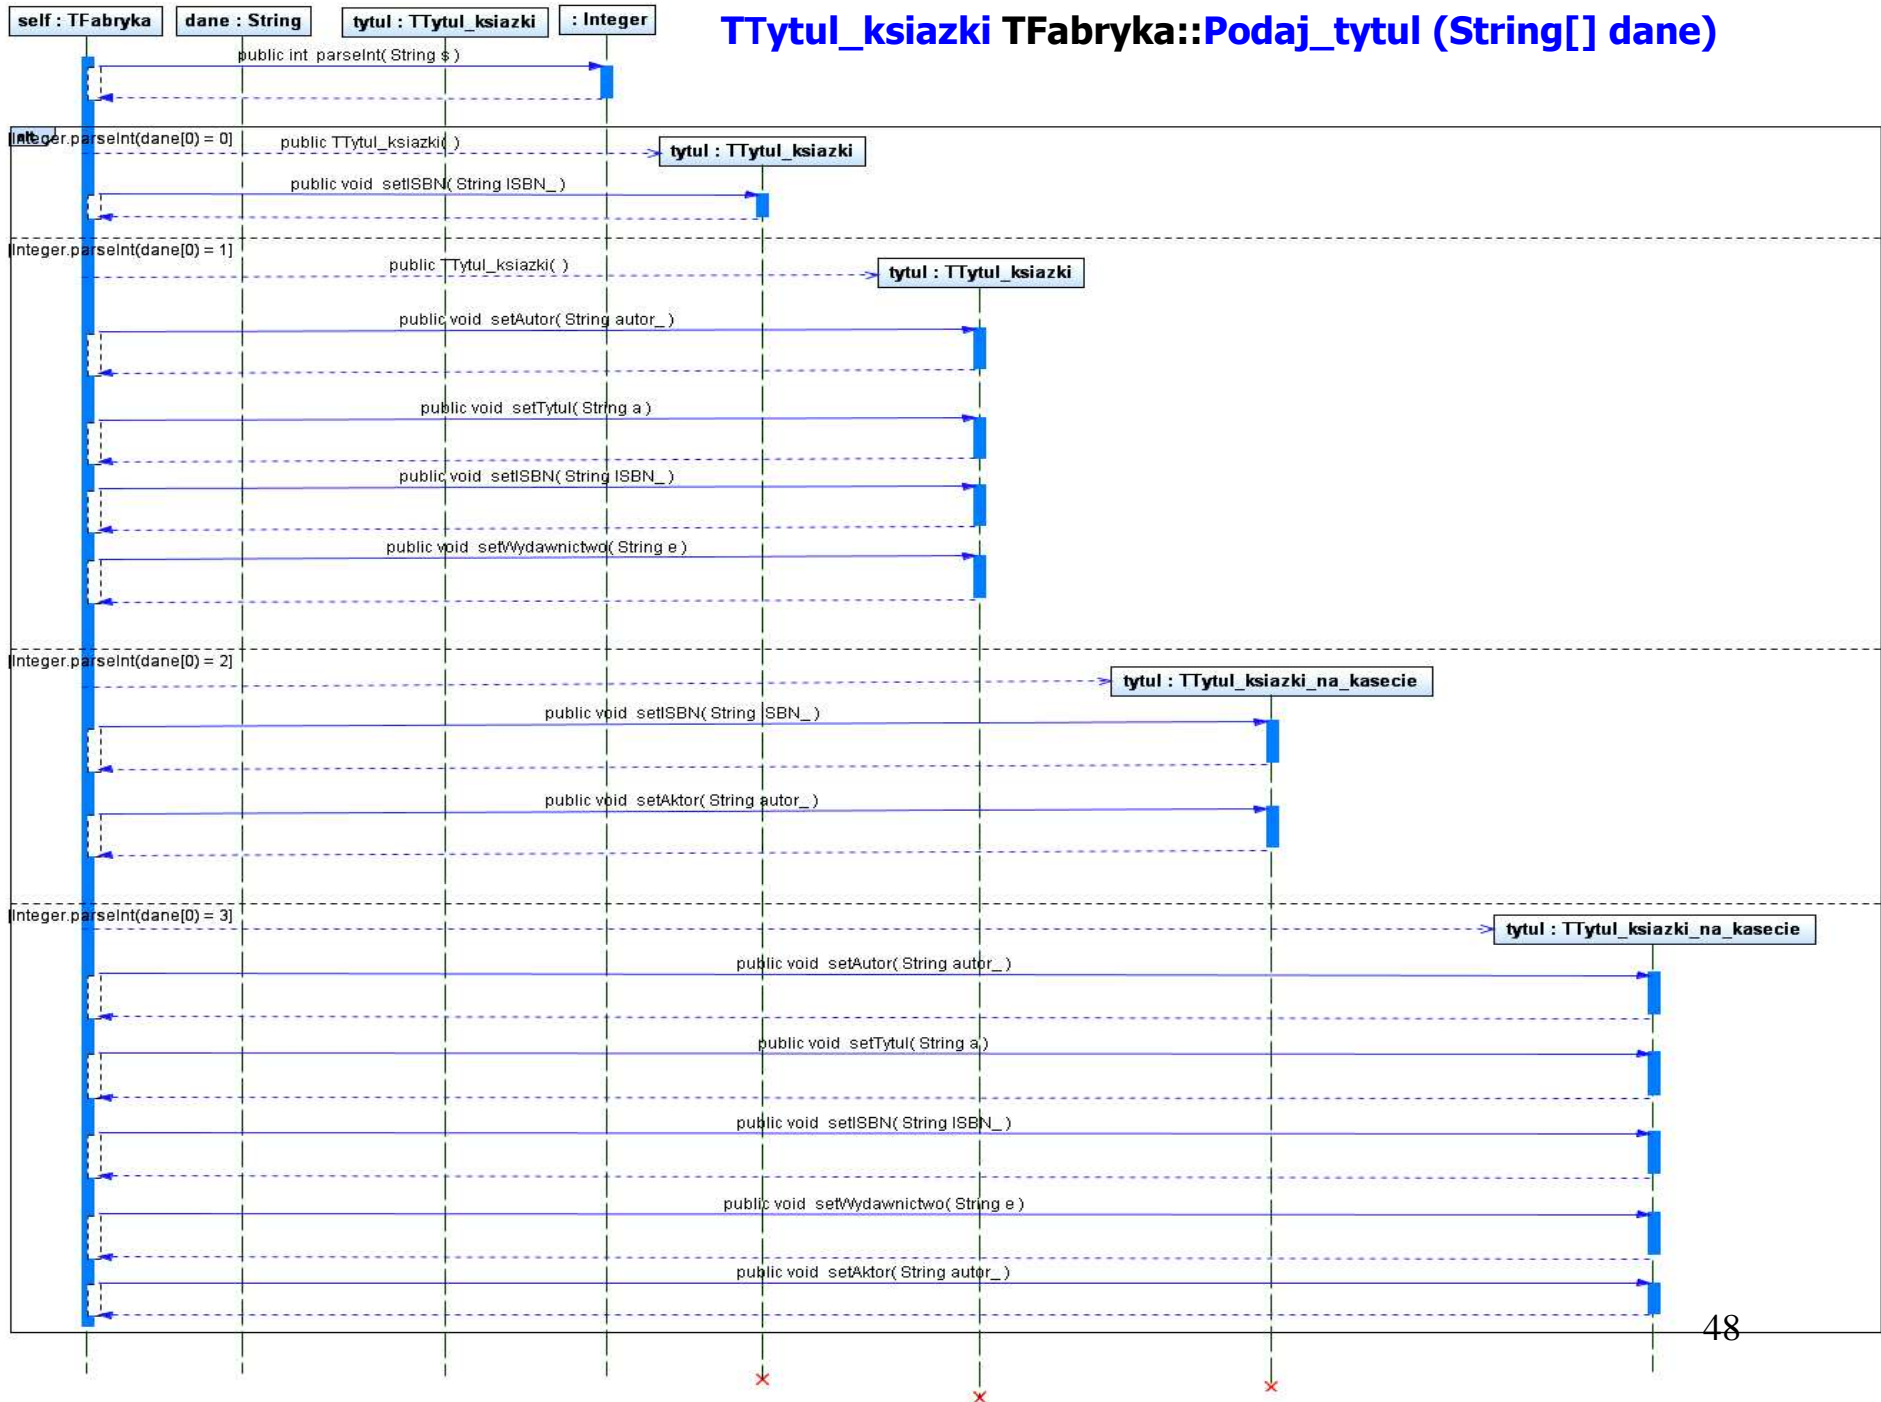 self : TFabryka
dane : String
tytul : TTytul_ksiazki
: Integer
TTytul_ksiazki TFabryka::Podaj_tytul (String[] dane)
public int parseInt( String s )
alt
[Integer.parseInt(dane[0) = 0]
public TTytul_ksiazki( )
tytul : TTytul_ksiazki
public void setISBN( String ISBN_ )
[Integer.parseInt(dane[0) = 1]
public TTytul_ksiazki( )
tytul : TTytul_ksiazki
public void setAutor( String autor_ )
public void setTytul( String a )
public void setISBN( String ISBN_ )
public void setWydawnictwo( String e )
[Integer.parseInt(dane[0) = 2]
tytul : TTytul_ksiazki_na_kasecie
public void setISBN( String ISBN_ )
public void setAktor( String autor_ )
[Integer.parseInt(dane[0) = 3]
tytul : TTytul_ksiazki_na_kasecie
public void setAutor( String autor_ )
public void setTytul( String a )
public void setISBN( String ISBN_ )
public void setWydawnictwo( String e )
public void setAktor( String autor_ )
48